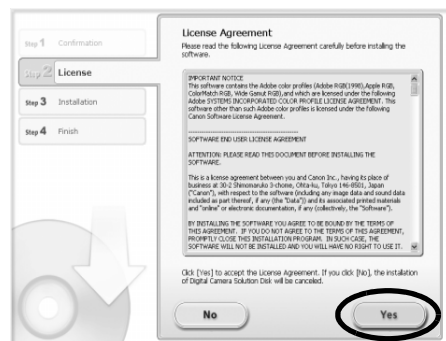 Step 1 Confirmation
Step 2 License
Step 3 Installation
Step 4 Finish
License Agreement
Please read the following License Agreement carefully before installing the
software.
IMPORTANT NOTICE
This software contains the Adobe color profiles (Adobe RGB(1998),Apple RGB,
ColorMatch RGB, Wide Gamut RGB),and which are licensed under the following
Adobe SYSTEMS INCORPORATED COLOR PROFILE LICENSE AGREEMENT. This
software other than such Adobe color profiles is licensed under the following
Canon Software License Agreement.
----------------------------------------
SOFTWARE END USER LICENSE AGREEMENT
ATTENTION: PLEASE READ THIS DOCUMENT BEFORE INSTALLING THE
SOFTWARE.
This is a license agreement between you and Canon Inc., having its place of
business at 30-2 Shimomaruko 3-chome, Ohta-ku, Tokyo 146-8501, Japan
("Canon"), with respect to the software (including any image data and sound data
included as part thereof, if any (the "Data")) and its associated printed materials
and "online" or electronic documentation, if any (collectively, the "Software").
BY INSTALLING THE SOFTWARE YOU AGREE TO BE BOUND BY THE TERMS OF
THIS AGREEMENT. IF YOU DO NOT AGREE TO THE TERMS OF THIS AGREEMENT,
PROMPTLY CLOSE THIS INSTALLATION PROGRAM. IN SUCH CASE, THE
SOFTWARE WILL NOT BE INSTALLED AND YOU WILL HAVE NO RIGHT TO USE IT.
Click [Yes] to accept the License Agreement. If you click [No], the installation
of Digital Camera Solution Disk will be canceled.
No
Yes